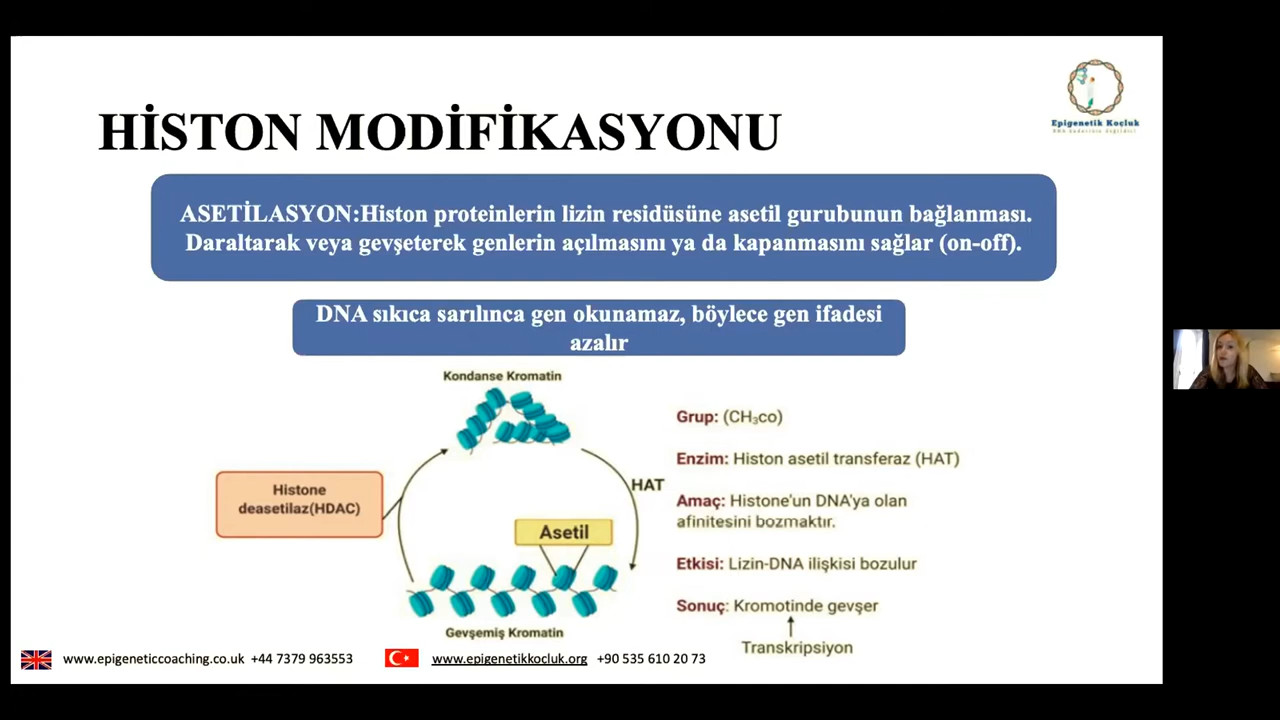 Epigenetik Koçluk
HİSTON MODİFİKASYONU
ASETİLASYON:Histon proteinlerin lizin residüsüne asetil gurubunun bağlanması.
Daraltarak veya gevşeterek genlerin açılmasını ya da kapanmasını sağlar (on-off).
DNA sıkıca sarılınca gen okunamaz, böylece gen ifadesi
azalır
Kondanse Kromatin
Histone
deasetilaz(HDAC)
HAT
Asetil
Gevşemiş Kromatin
Grup: (CH₃co)
Enzim: Histon asetil transferaz (HAT)
Amaç: Histone'un DNA'ya olan
afinitesini bozmaktır.
Etkisi: Lizin-DNA ilişkisi bozulur
Sonuç: Kromotinde gevşer
Transkripsiyon
www.epigeneticcoaching.co.uk +44 7379 963553
www.epigenetikkocluk.org +90 535 610 20 73